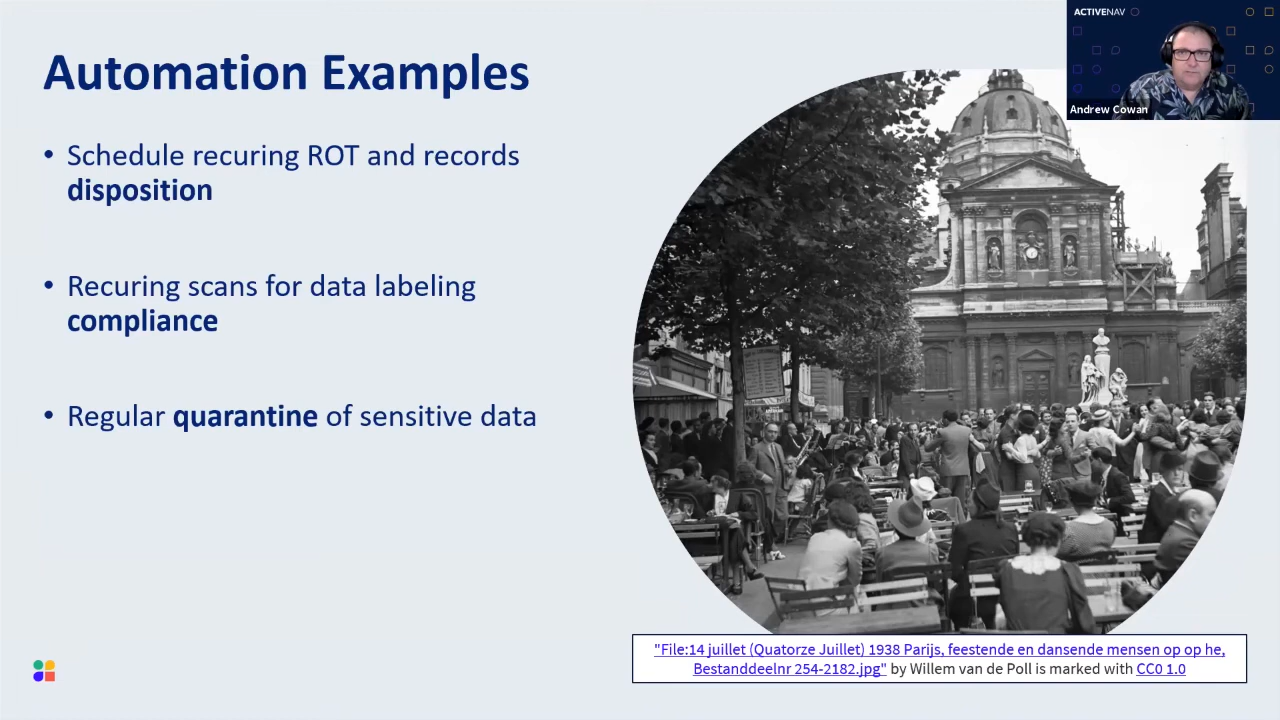 Automation Examples
• Schedule recuring ROT and records
disposition
• Recuring scans for data labeling
compliance
• Regular quarantine of sensitive data
ACTIVENAV
Andrew Cowan
"File:14 juillet (Quatorze Juillet) 1938 Parijs, feestende en dansende mensen op op he,
Bestanddeelnr 254-2182.jpg" by Willem van de Poll is marked with CC0 1.0